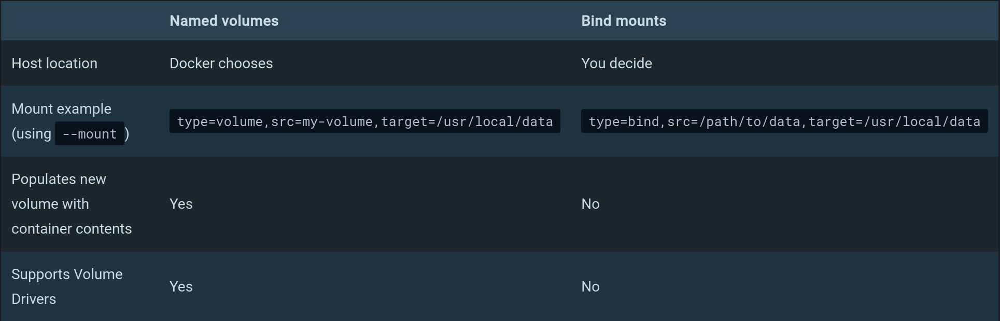 Named volumes Bind mounts
Host location Docker chooses You decide
Mount example
(using --mount )
type=volume,src=my-volume,target=/usr/local/data type=bind,src=/path/to/data,target=/usr/local/data
Populates new
volume with
container contents
Yes No
Supports Volume
Drivers
Yes No